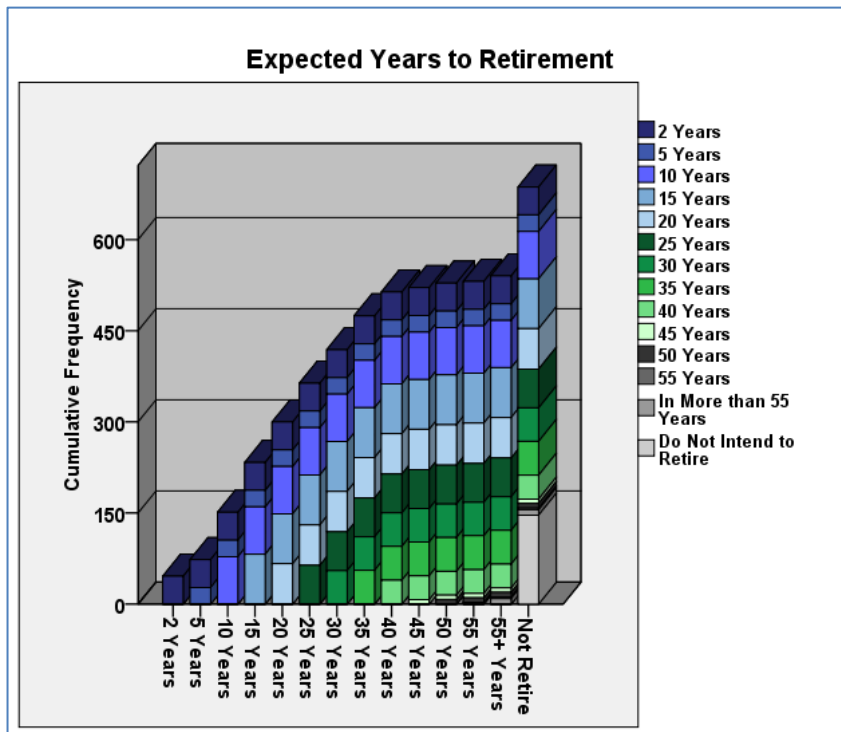 Expected Years to Retirement
Cumulative Frequency
600
450
300
150
0
2 Years
5 Years
10 Years
15 Years
20 Years
25 Years
30 Years
35 Years
40 Years
45 Years
50 Years
55 Years
55+ Years
Not Retire
2 Years
5 Years
10 Years
15 Years
20 Years
25 Years
30 Years
35 Years
40 Years
45 Years
50 Years
55 Years
In More than 55
Years
Do Not Intend to
Retire